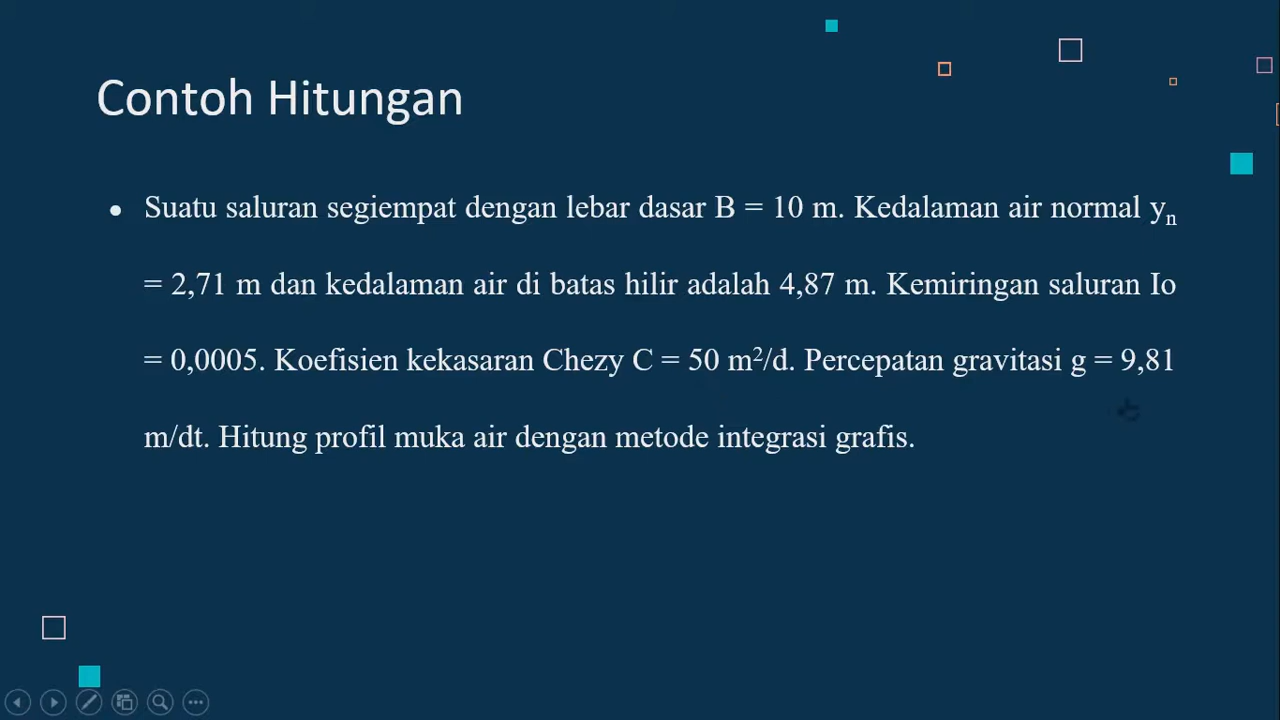 Contoh Hitungan
• Suatu saluran segiempat dengan lebar dasar B = 10 m. Kedalaman air normal yn
= 2,71 m dan kedalaman air di batas hilir adalah 4,87 m. Kemiringan saluran Io
= 0,0005. Koefisien kekasaran Chezy C = 50 m²/d. Percepatan gravitasi g = 9,81
m/dt. Hitung profil muka air dengan metode integrasi grafis.